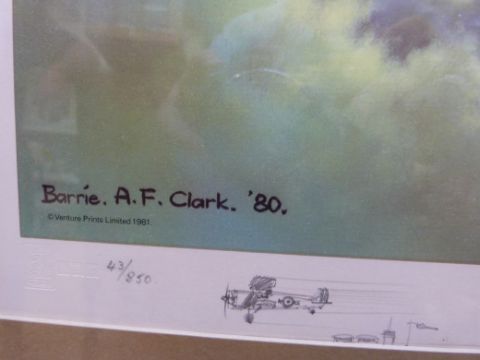 Barrie. A.F. Clark. '80.
© Venture Prints Limited 1981
43/850.